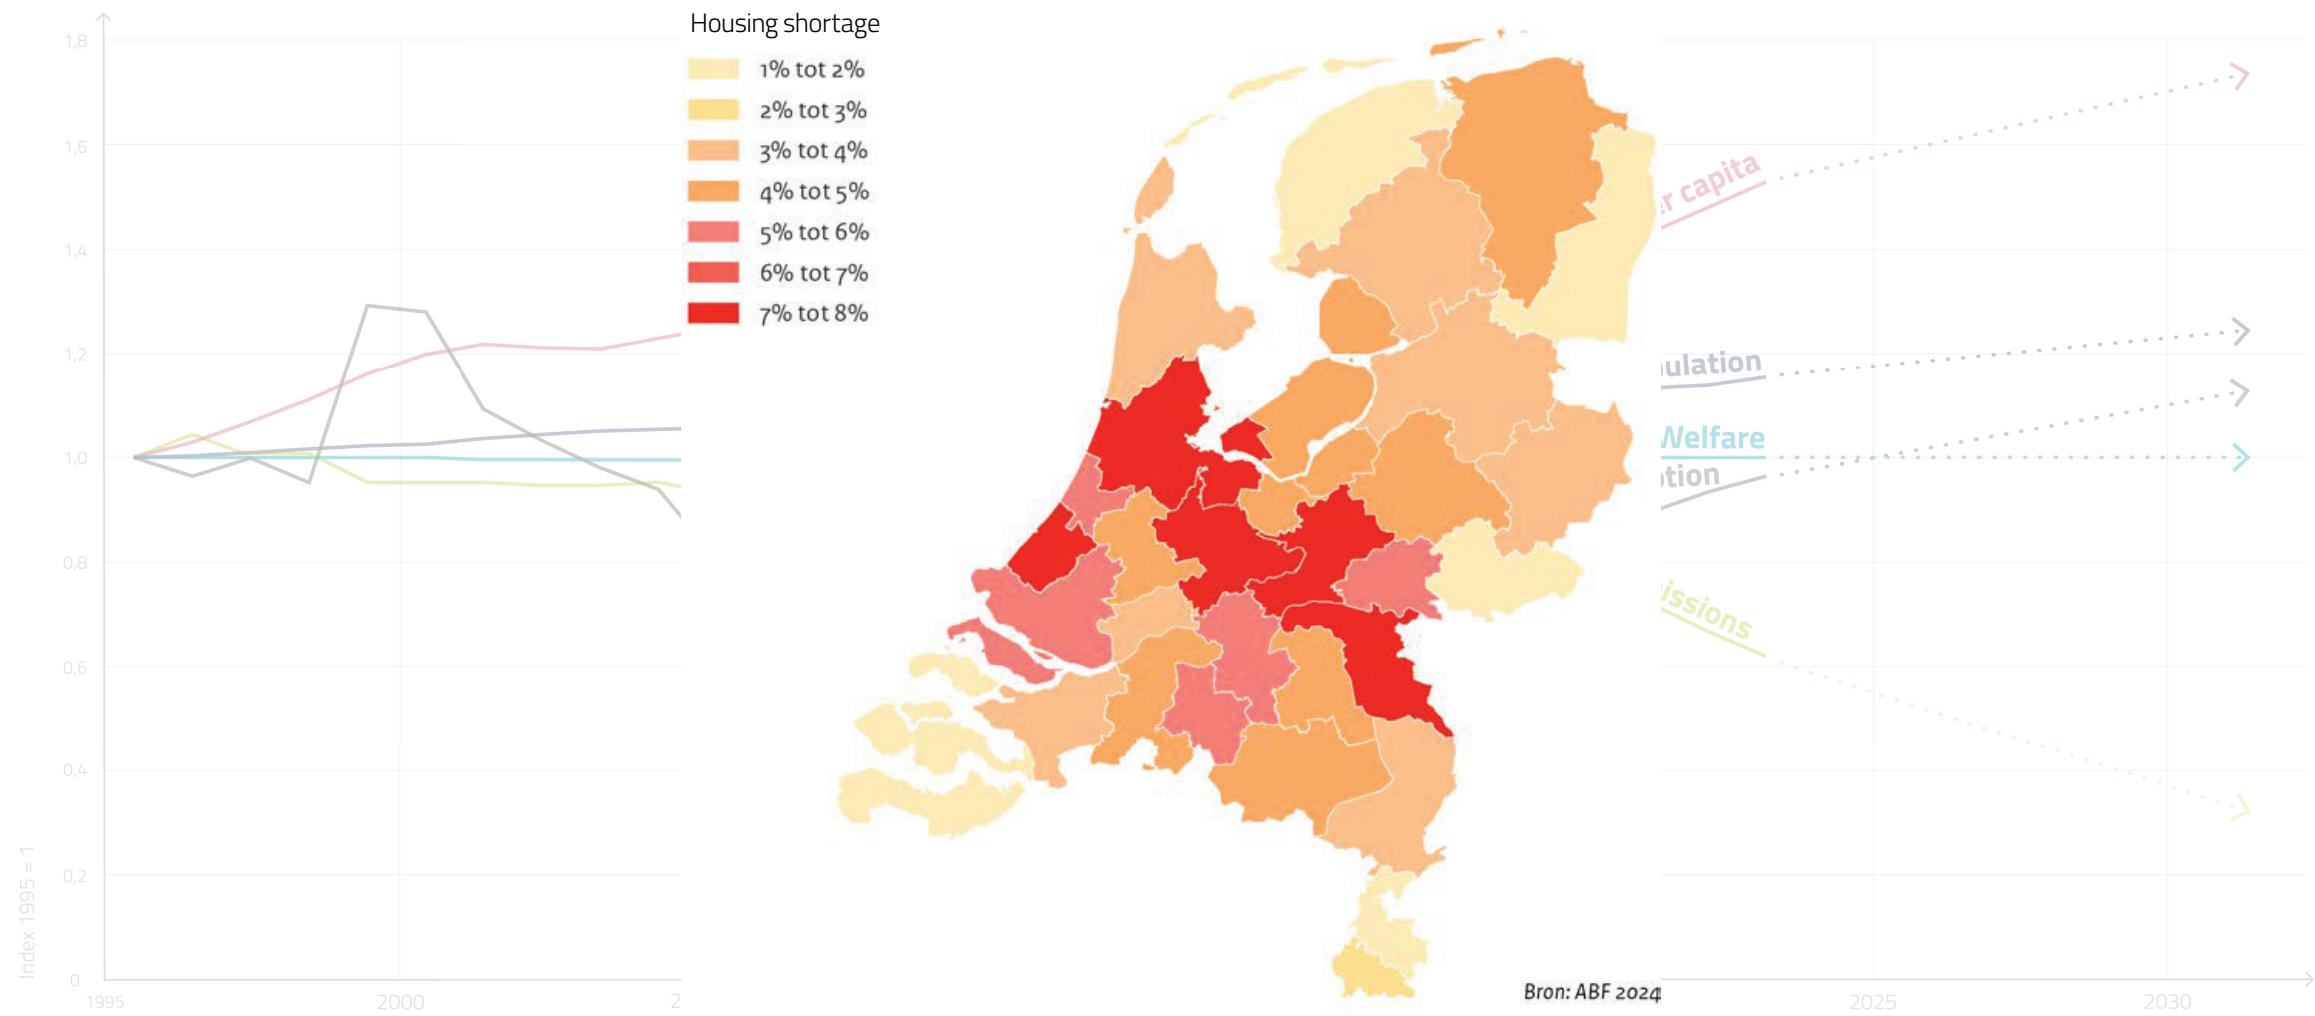 Housing shortage
1% tot 2%
2% tot 3%
3% tot 4%
4% tot 5%
5% tot 6%
6% tot 7%
7% tot 8%
Bron: ABF 2024
1,8
1,6
1,4
1,2
1,0
0,8
0,6
0,4
0,2
0
Index 1995 = 1
1995
2000
2
2025
2030
r capita
ulation
Welfare
tion
issions